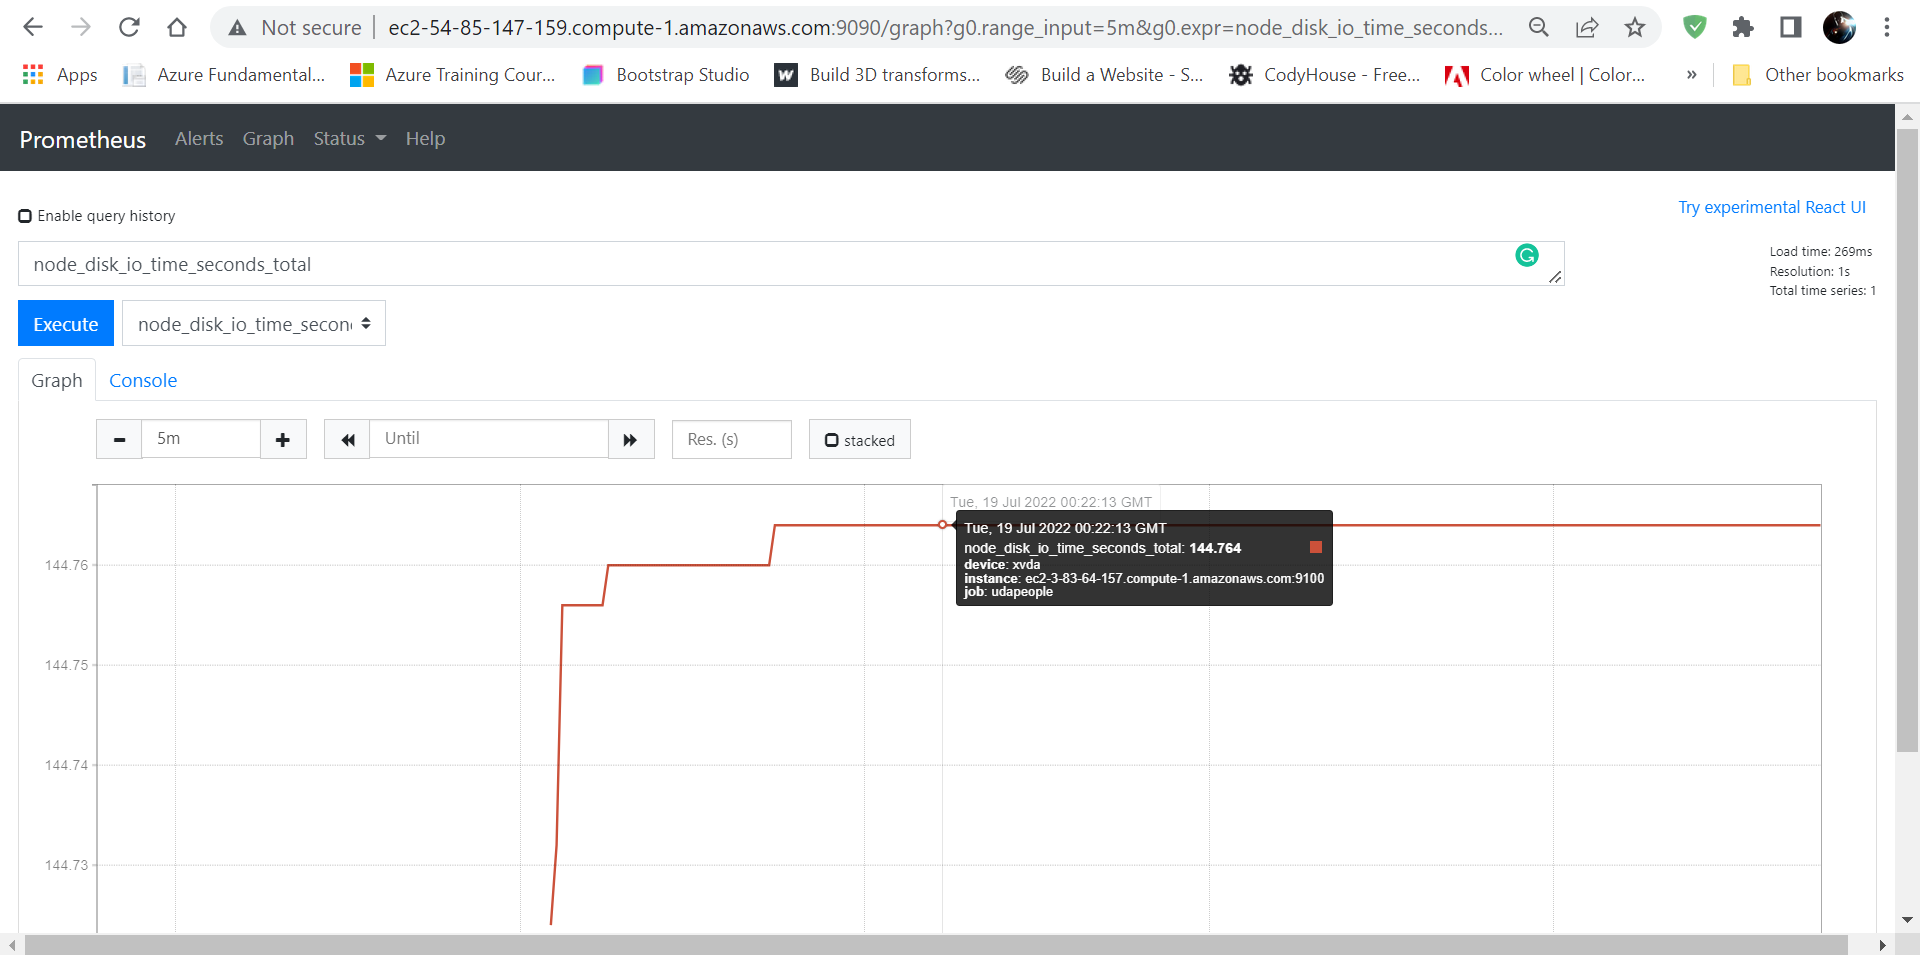 Not secure | ec2-54-85-147-159.compute-1.amazonaws.com:9090/graph?g0.range_input=5m&g0.expr=node_disk_io_time_seconds...
Apps Azure Fundamental... Azure Training Cour... Bootstrap Studio Build 3D transforms... Build a Website - S... CodyHouse - Free... Color wheel | Color... » Other bookmarks
Prometheus Alerts Graph Status Help
Enable query history
Try experimental React UI
node_disk_io_time_seconds_total
Load time: 269ms
Resolution: 1s
Total time series: 1
Execute node_disk_io_time_secon
Graph Console
5m Until Res. (s) stacked
Tue, 19 Jul 2022 00:22:13 GMT
Tue, 19 Jul 2022 00:22:13 GMT
node_disk_io_time_seconds_total: 144.764
device: xvda
instance: ec2-3-83-64-157.compute-1.amazonaws.com:9100
job: udapeople
144.76
144.75
144.74
144.73